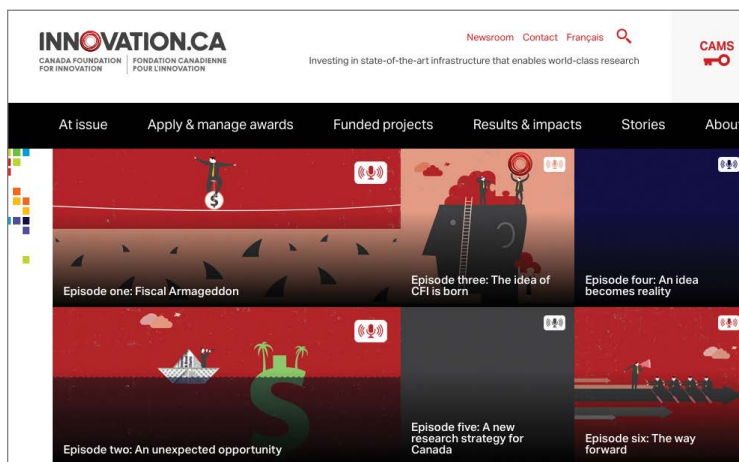 INNOVATION.CA
CANADA FOUNDATION
FOR INNOVATION
FONDATION CANADIENNE
POUR L'INNOVATION
Newsroom Contact Français
Investing in state-of-the-art infrastructure that enables world-class research
CAMS
At issue Apply & manage awards Funded projects Results & impacts Stories About
$
Episode one: Fiscal Armageddon
Episode three: The idea of
CFI is born
Episode four: An idea
becomes reality
Episode two: An unexpected opportunity
Episode five: A new
research strategy for
Canada
Episode six: The way
forward